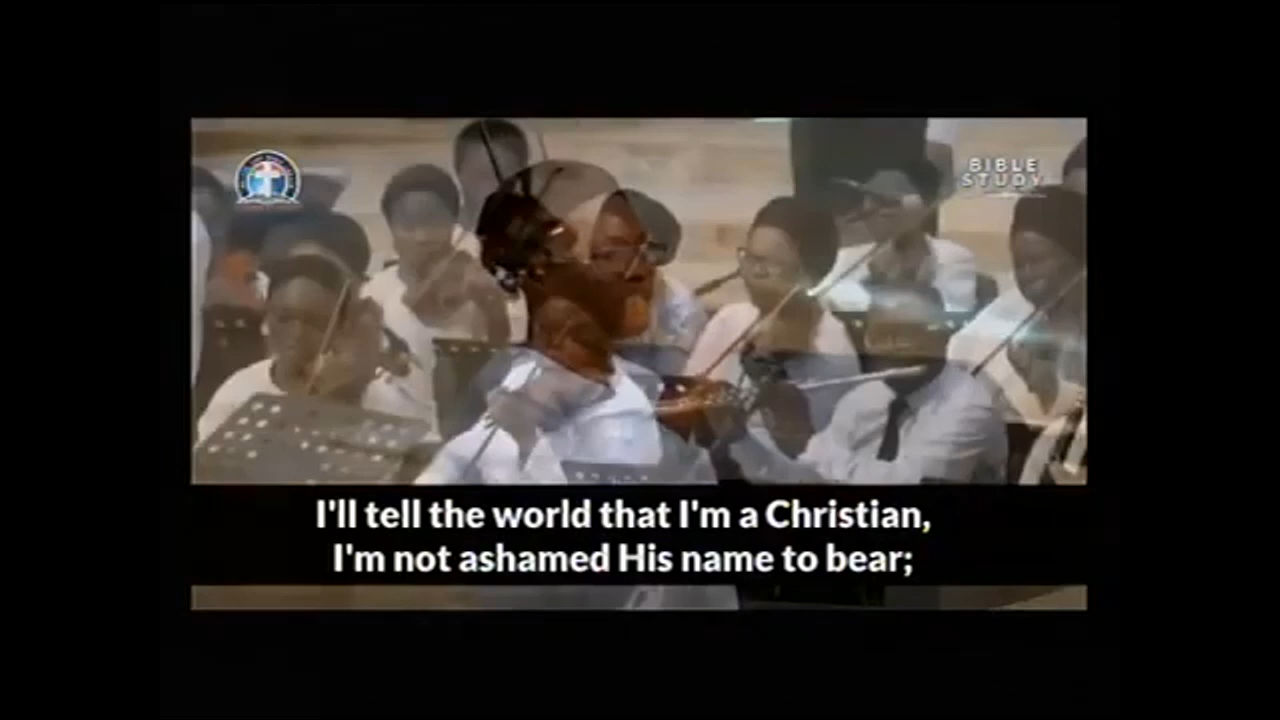 BIBLE
STUDY
I'll tell the world that I'm a Christian,
I'm not ashamed His name to bear;